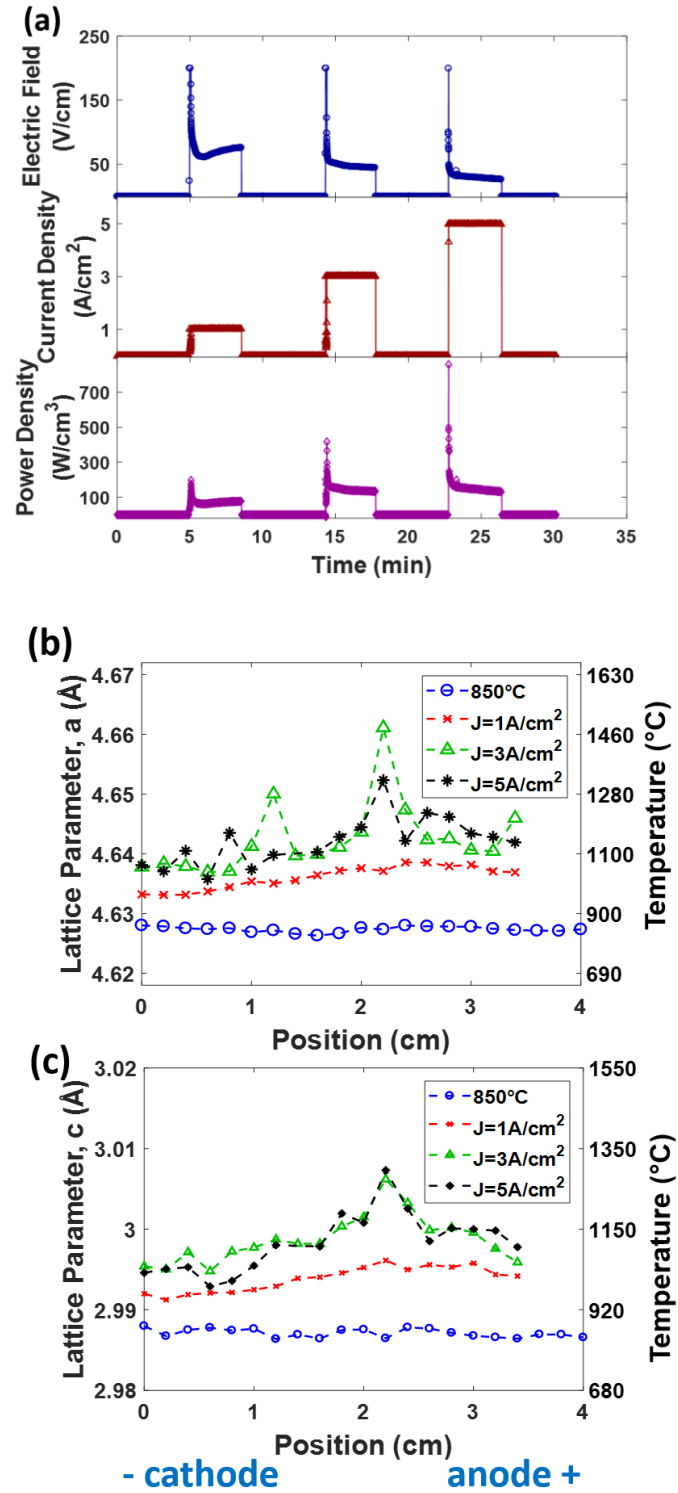 (a)
Electric Field
(V/cm)
250
150
50
Current Density
(A/cm²)
5
3
1
Power Density
(W/cm³)
700
500
300
100
0 5 10 15 20 25 30 35
Time (min)
(b)
Lattice Parameter, a (Å)
4.67
4.66
4.65
4.64
4.63
4.62
850°C
J=1A/cm²
J=3A/cm²
J=5A/cm²
1630
1460
1280
1100
900
690
Temperature (°C)
0 1 2 3 4
Position (cm)
(c)
Lattice Parameter, c (Å)
3.02
3.01
3
2.99
2.98
850°C
J=1A/cm²
J=3A/cm²
J=5A/cm²
1550
1350
1150
920
680
Temperature (°C)
0 1 2 3 4
Position (cm)
- cathode anode +